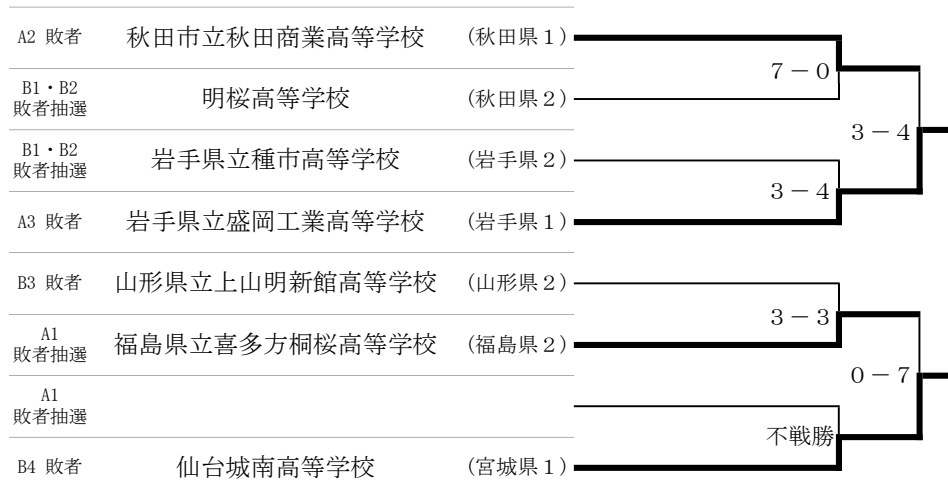 A2 敗者 秋田市立秋田商業高等学校 (秋田県１)
７－０
B1・B2
敗者抽選 明桜高等学校 (秋田県２)
３－４
B1・B2
敗者抽選 岩手県立種市高等学校 (岩手県２)
３－４
A3 敗者 岩手県立盛岡工業高等学校 (岩手県１)
B3 敗者 山形県立上山明新館高等学校 (山形県２)
３－３
A1
敗者抽選 福島県立喜多方桐桜高等学校 (福島県２)
０－７
A1
敗者抽選
不戦勝
B4 敗者 仙台城南高等学校 (宮城県１)